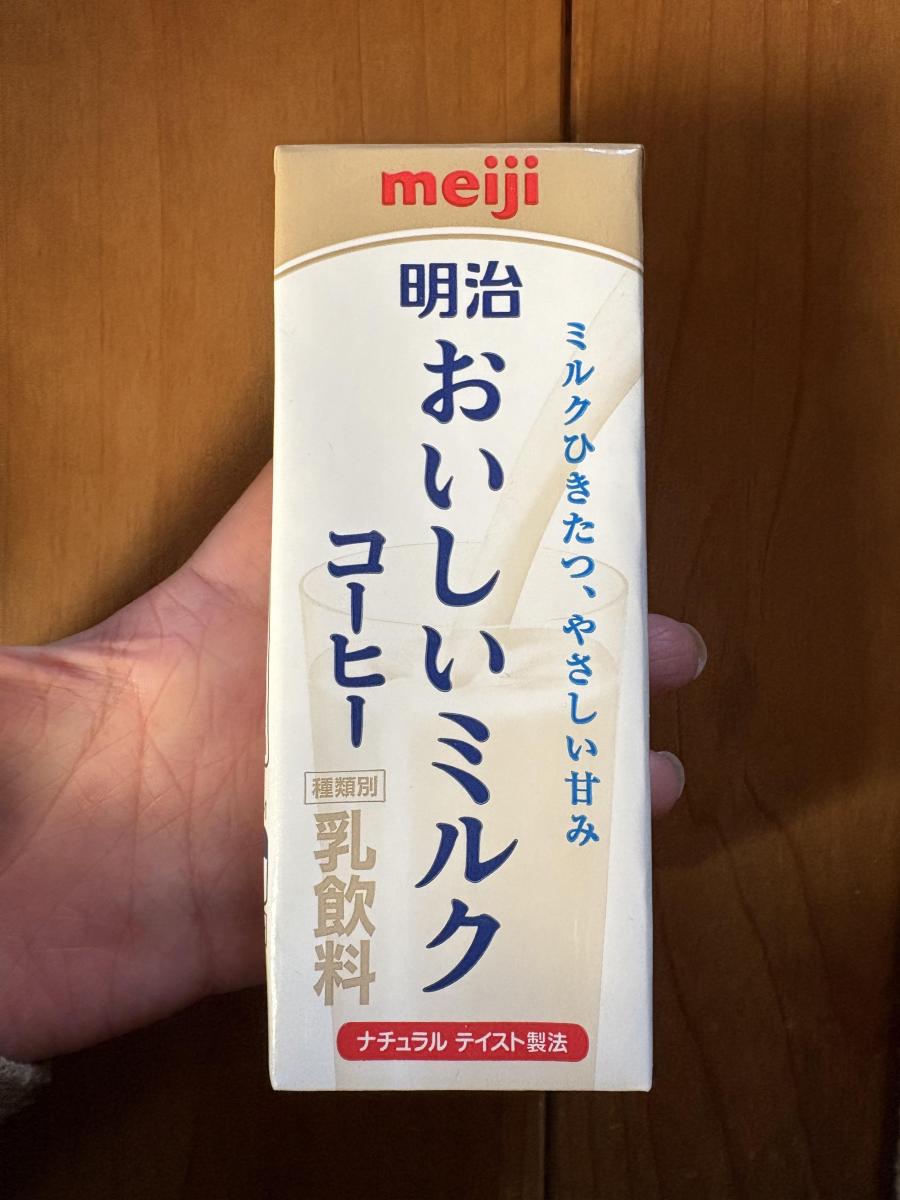 meiji
明治
ミルクひきたつ、やさしい甘み
おいしいミルク
コーヒー
種類別
乳飲料
ナチュラル テイスト製法